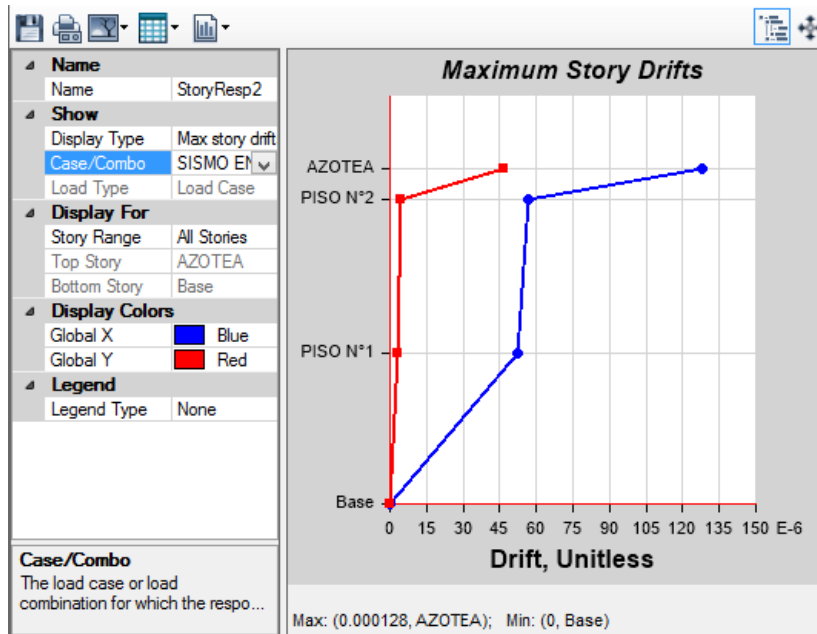 Name
Name StoryResp2
Show
Display Type Max story drift
Case/Combo SISMO EN
Load Type Load Case
Display For
Story Range All Stories
Top Story AZOTEA
Bottom Story Base
Display Colors
Global X Blue
Global Y Red
Legend
Legend Type None
Case/Combo
The load case or load
combination for which the respo...
Maximum Story Drifts
AZOTEA
PISO N°2
PISO N°1
Base
0 15 30 45 60 75 90 105 120 135 150 E-6
Drift, Unitless
Max: (0.000128, AZOTEA); Min: (0, Base)